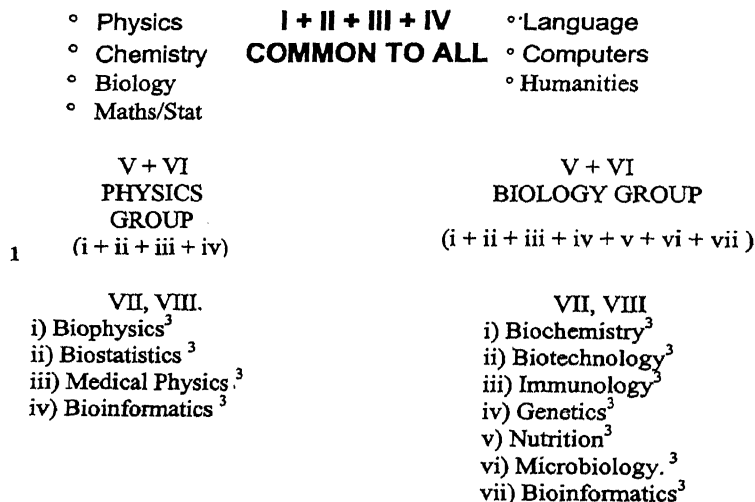 ° Physics
° Chemistry
° Biology
° Maths/Stat
I + II + III + IV
COMMON TO ALL
° Language
° Computers
° Humanities
V + VI
PHYSICS
GROUP
1 (i + ii + iii + iv)
V + VI
BIOLOGY GROUP
(i + ii + iii + iv + v + vi + vii )
VII, VIII.
i) Biophysics³
ii) Biostatistics ³
iii) Medical Physics.³
iv) Bioinformatics ³
VII, VIII
i) Biochemistry³
ii) Biotechnology³
iii) Immunology³
iv) Genetics³
v) Nutrition³
vi) Microbiology. ³
vii) Bioinformatics³